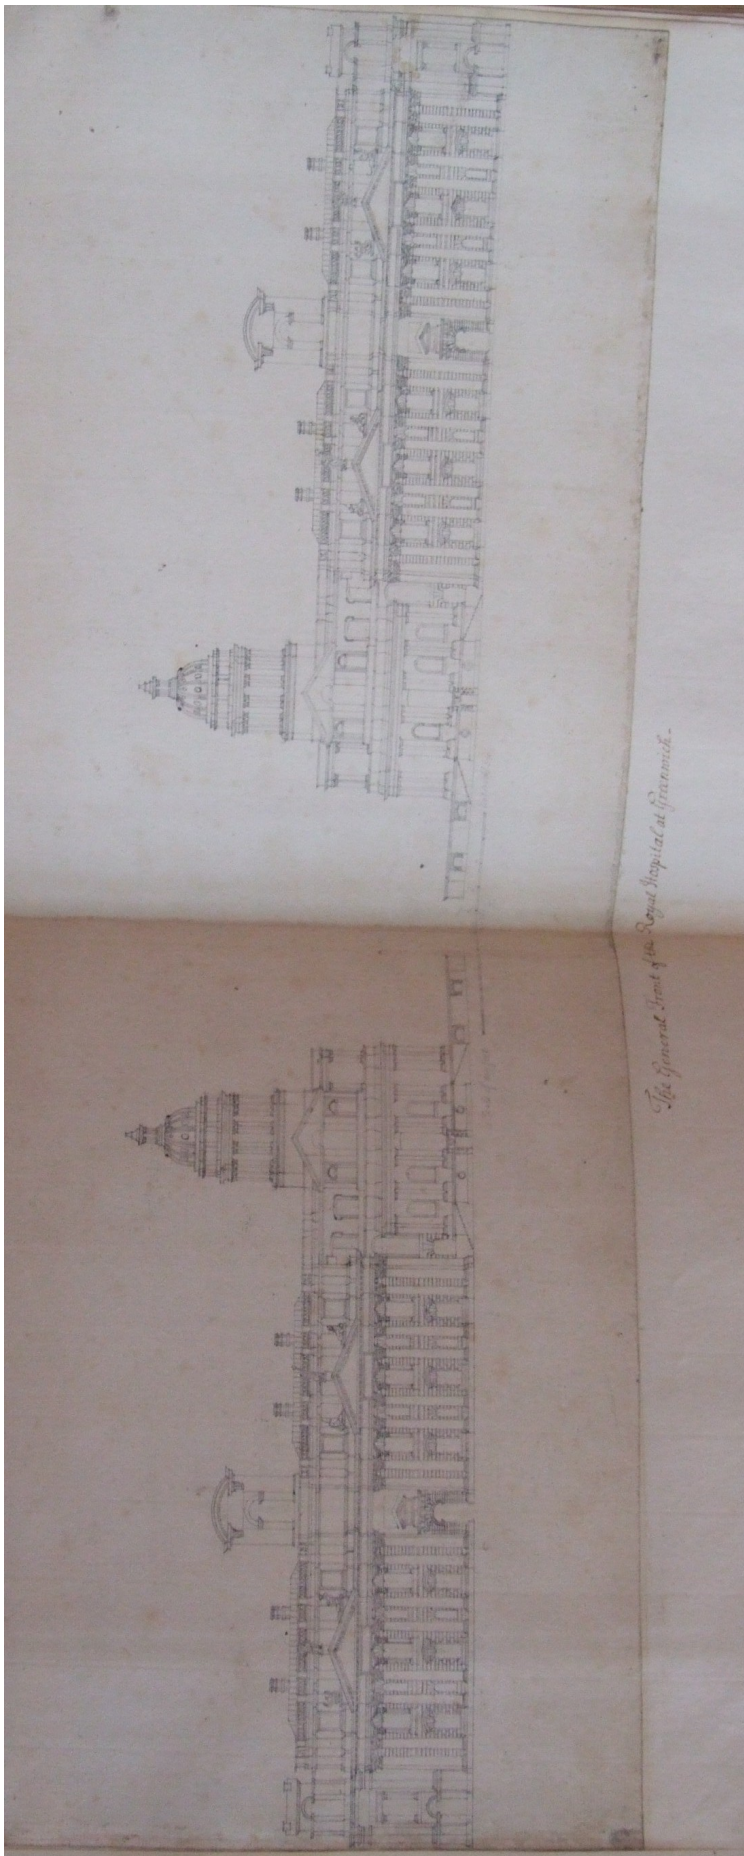 The General Front of the Royal Hospital at Greenwich.